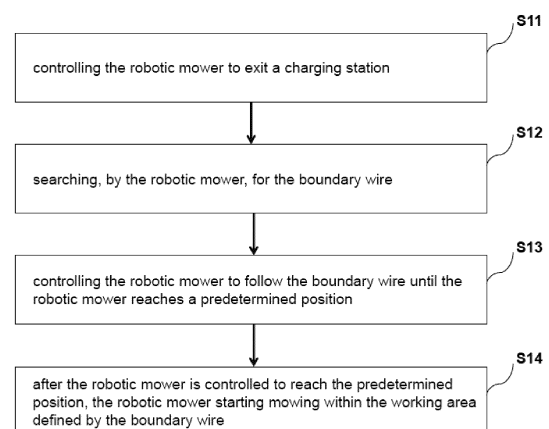 S11
controlling the robotic mower to exit a charging station
S12
searching, by the robotic mower, for the boundary wire
S13
controlling the robotic mower to follow the boundary wire until the
robotic mower reaches a predetermined position
S14
after the robotic mower is controlled to reach the predetermined
position, the robotic mower starting mowing within the working area
defined by the boundary wire